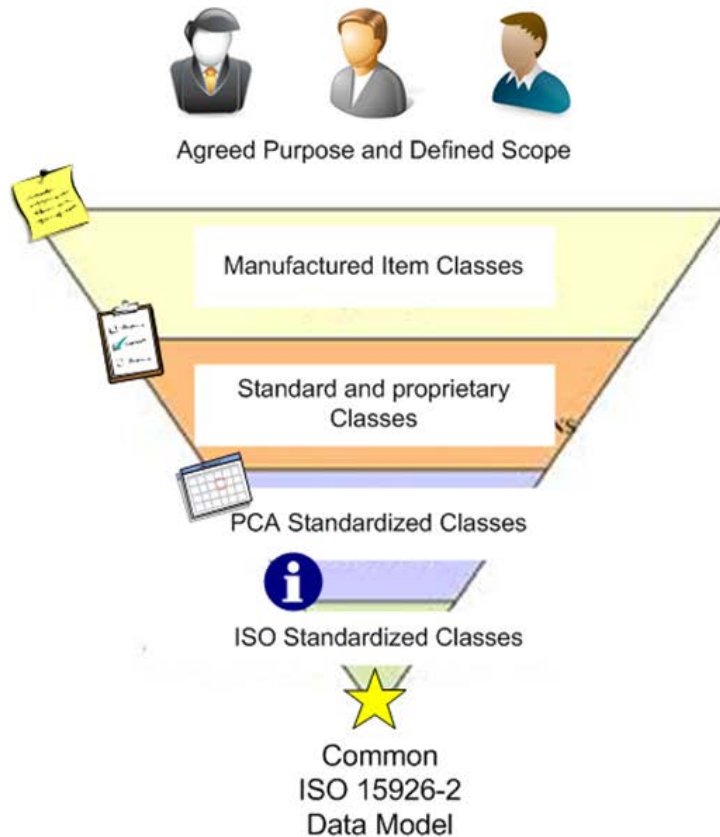 Agreed Purpose and Defined Scope
Manufactured Item Classes
Standard and proprietary
Classes
PCA Standardized Classes
ISO Standardized Classes
Common
ISO 15926-2
Data Model